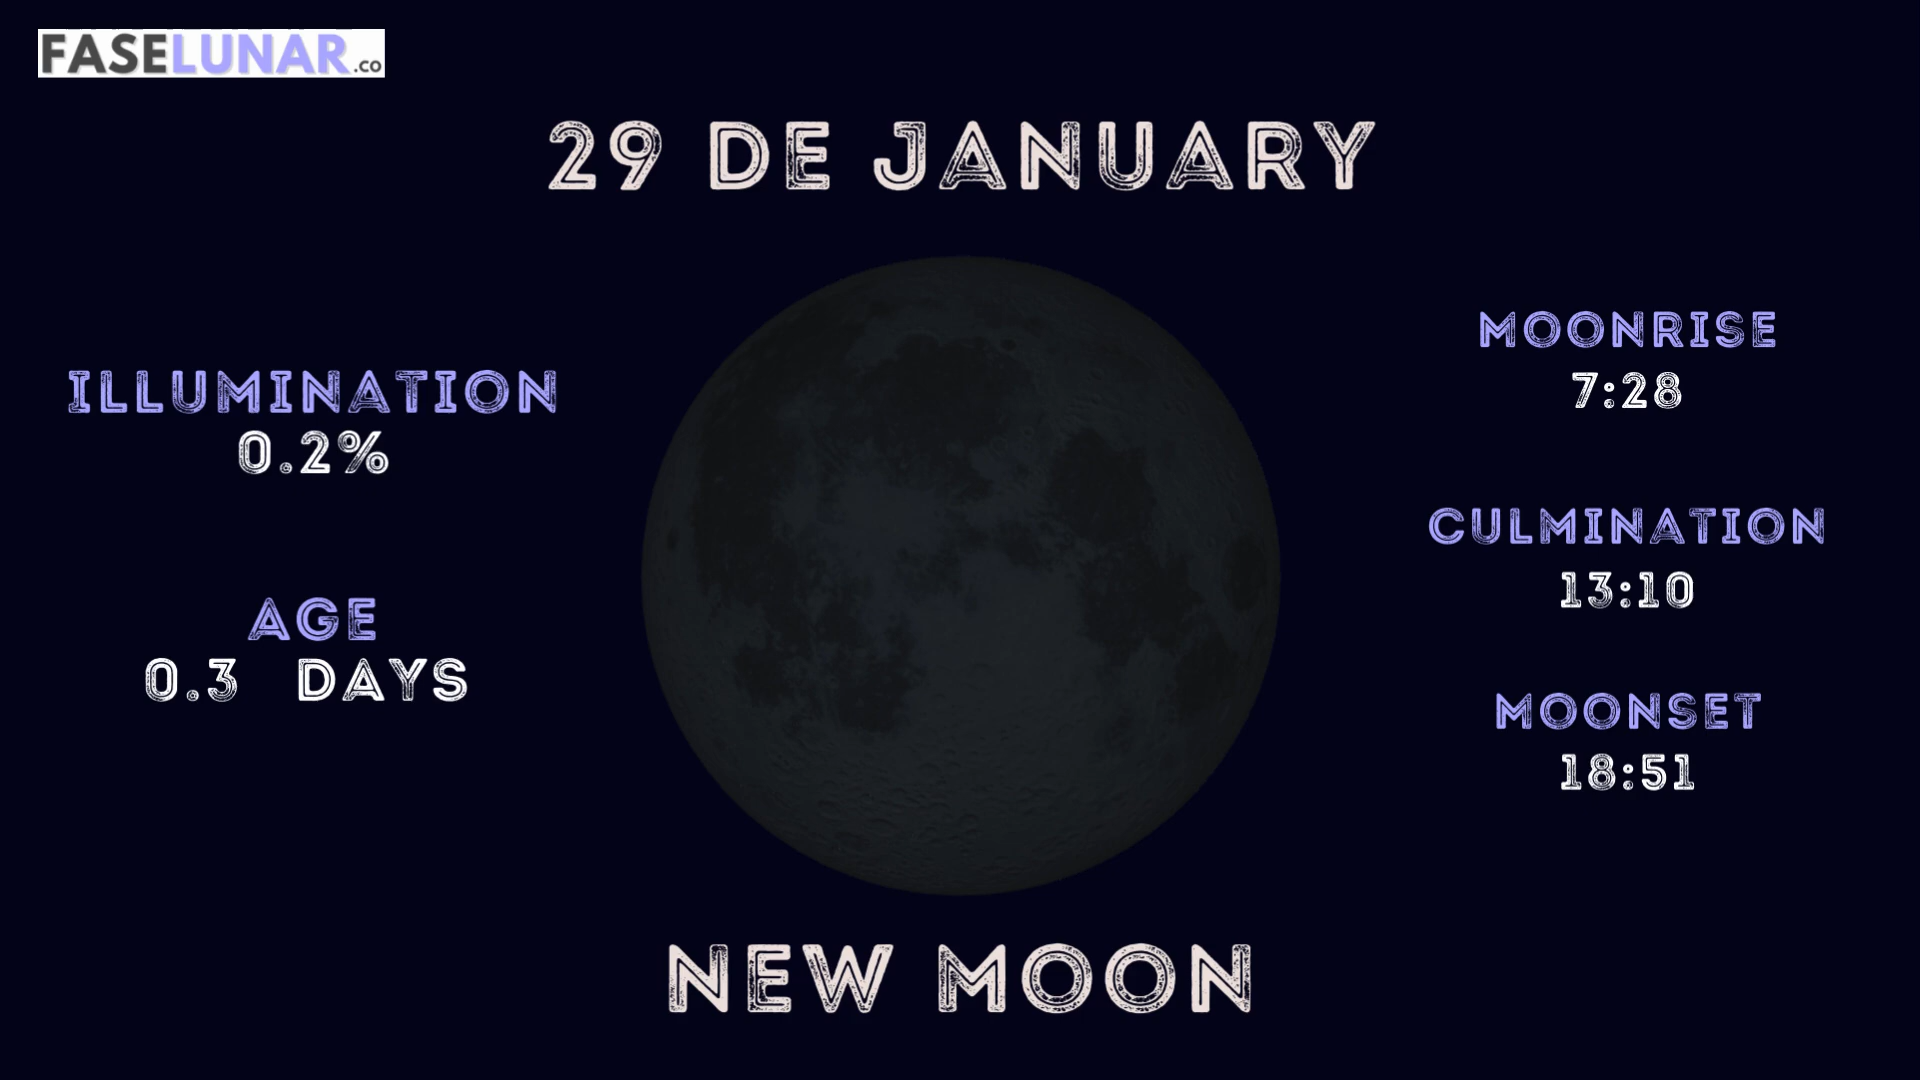 FASELUNAR.co
29 DE JANUARY
ILLUMINATION
0.2%
AGE
0.3 DAYS
MOONRISE
7:28
CULMINATION
13:10
MOONSET
18:51
NEW MOON